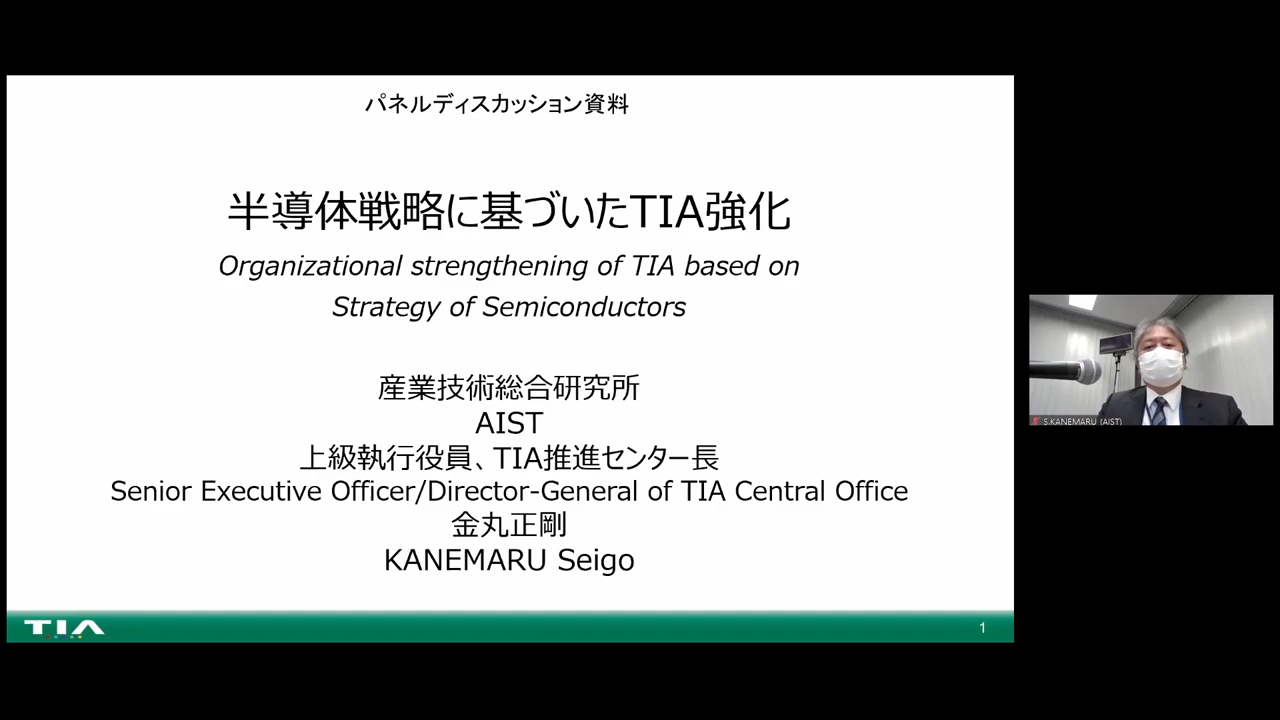 パネルディスカッション資料
半導体戦略に基づいたTIA強化
Organizational strengthening of TIA based on
Strategy of Semiconductors
産業技術総合研究所
AIST
上級執行役員、TIA推進センター長
Senior Executive Officer/Director-General of TIA Central Office
金丸正剛
KANEMARU Seigo
TIA
1
S.KANEMARU (AIST)